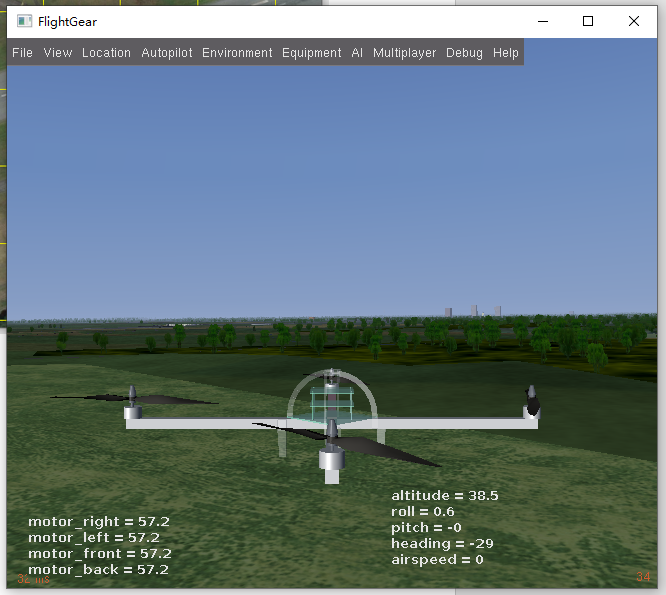 FlightGear
File View Location Autopilot Environment Equipment AI Multiplayer Debug Help
altitude = 38.5
roll = 0.6
pitch = -0
heading = -29
airspeed = 0
motor_right = 57.2
motor_left = 57.2
motor_front = 57.2
motor_back = 57.2
32 ms
34